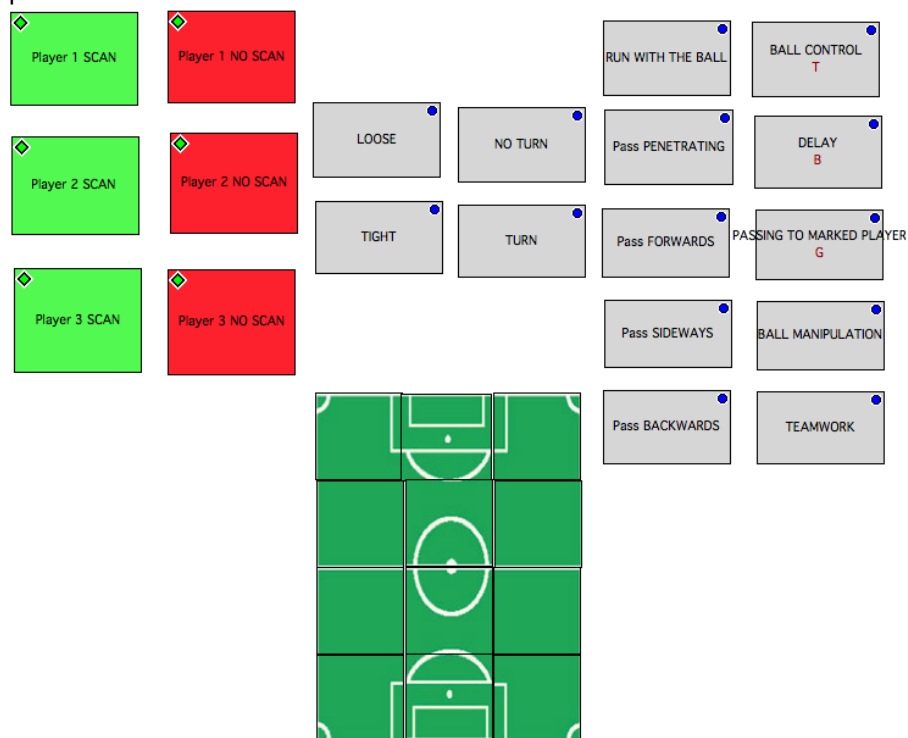 Player 1 SCAN
Player 1 NO SCAN
Player 2 SCAN
Player 2 NO SCAN
Player 3 SCAN
Player 3 NO SCAN
LOOSE
NO TURN
TIGHT
TURN
RUN WITH THE BALL
BALL CONTROL
T
Pass PENETRATING
DELAY
B
Pass FORWARDS
PASSING TO MARKED PLAYER
G
Pass SIDEWAYS
BALL MANIPULATION
Pass BACKWARDS
TEAMWORK